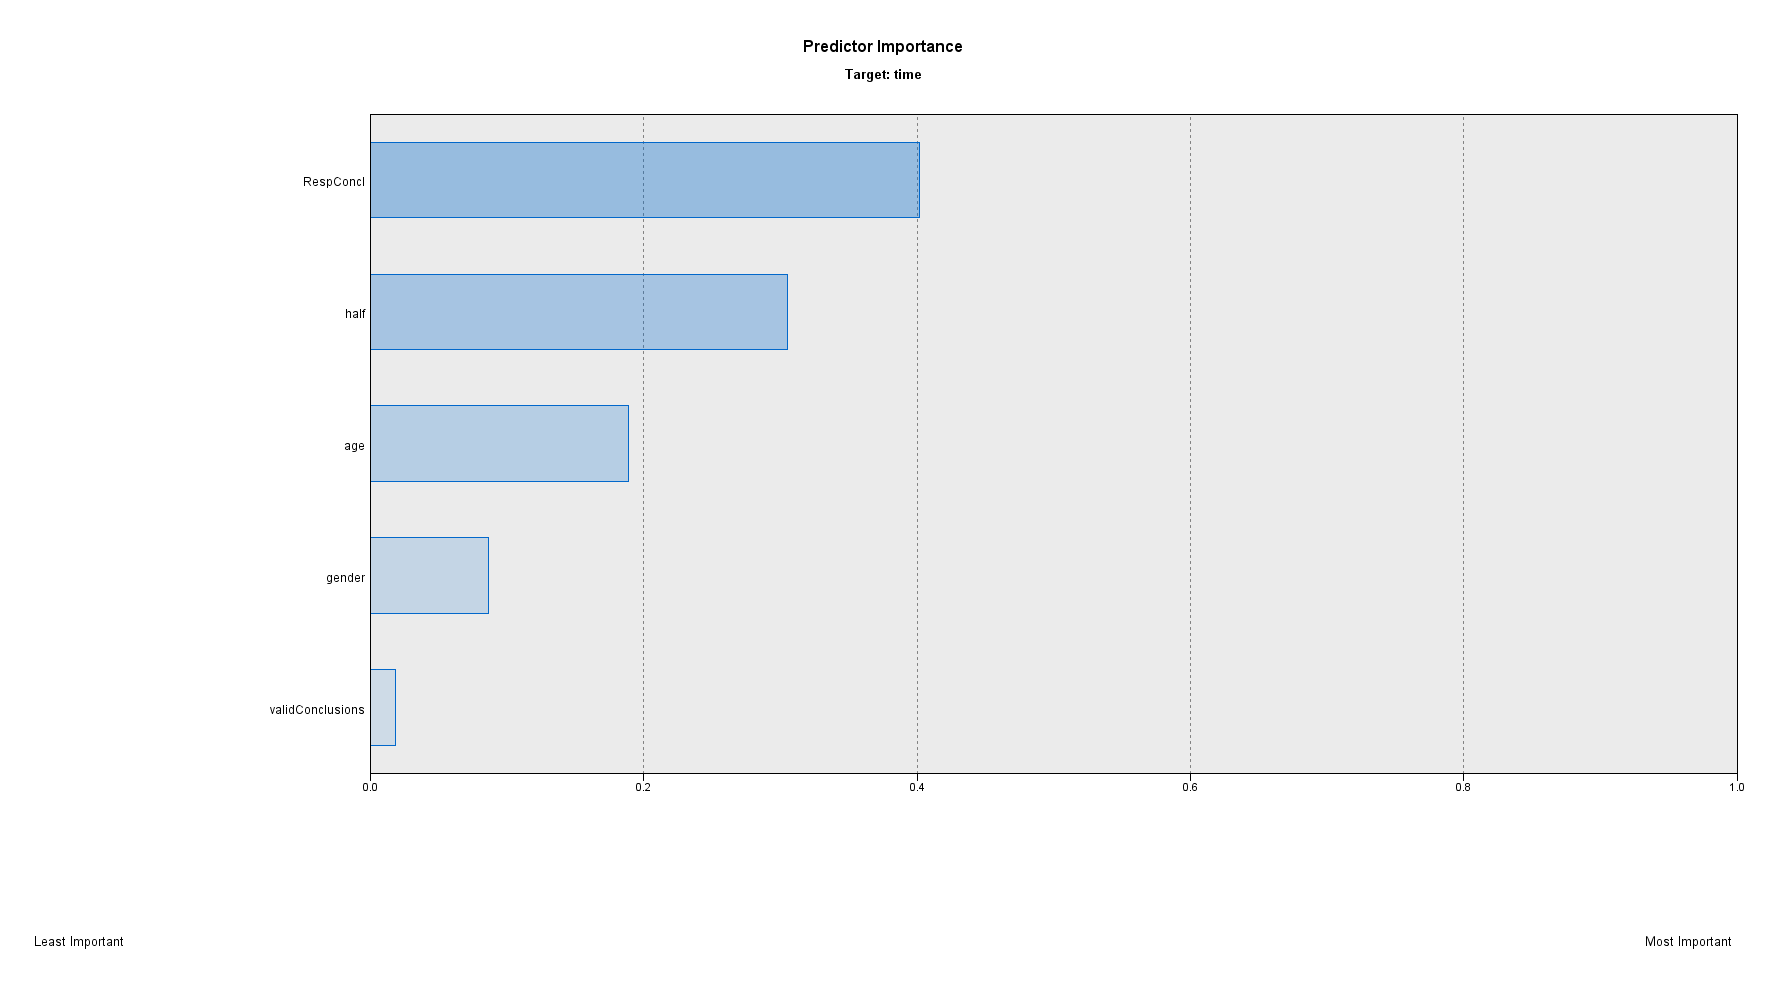 Predictor Importance
Target: time
RespConcl
half
age
gender
validConclusions
0.0 0.2 0.4 0.6 0.8 1.0
Least Important Most Important